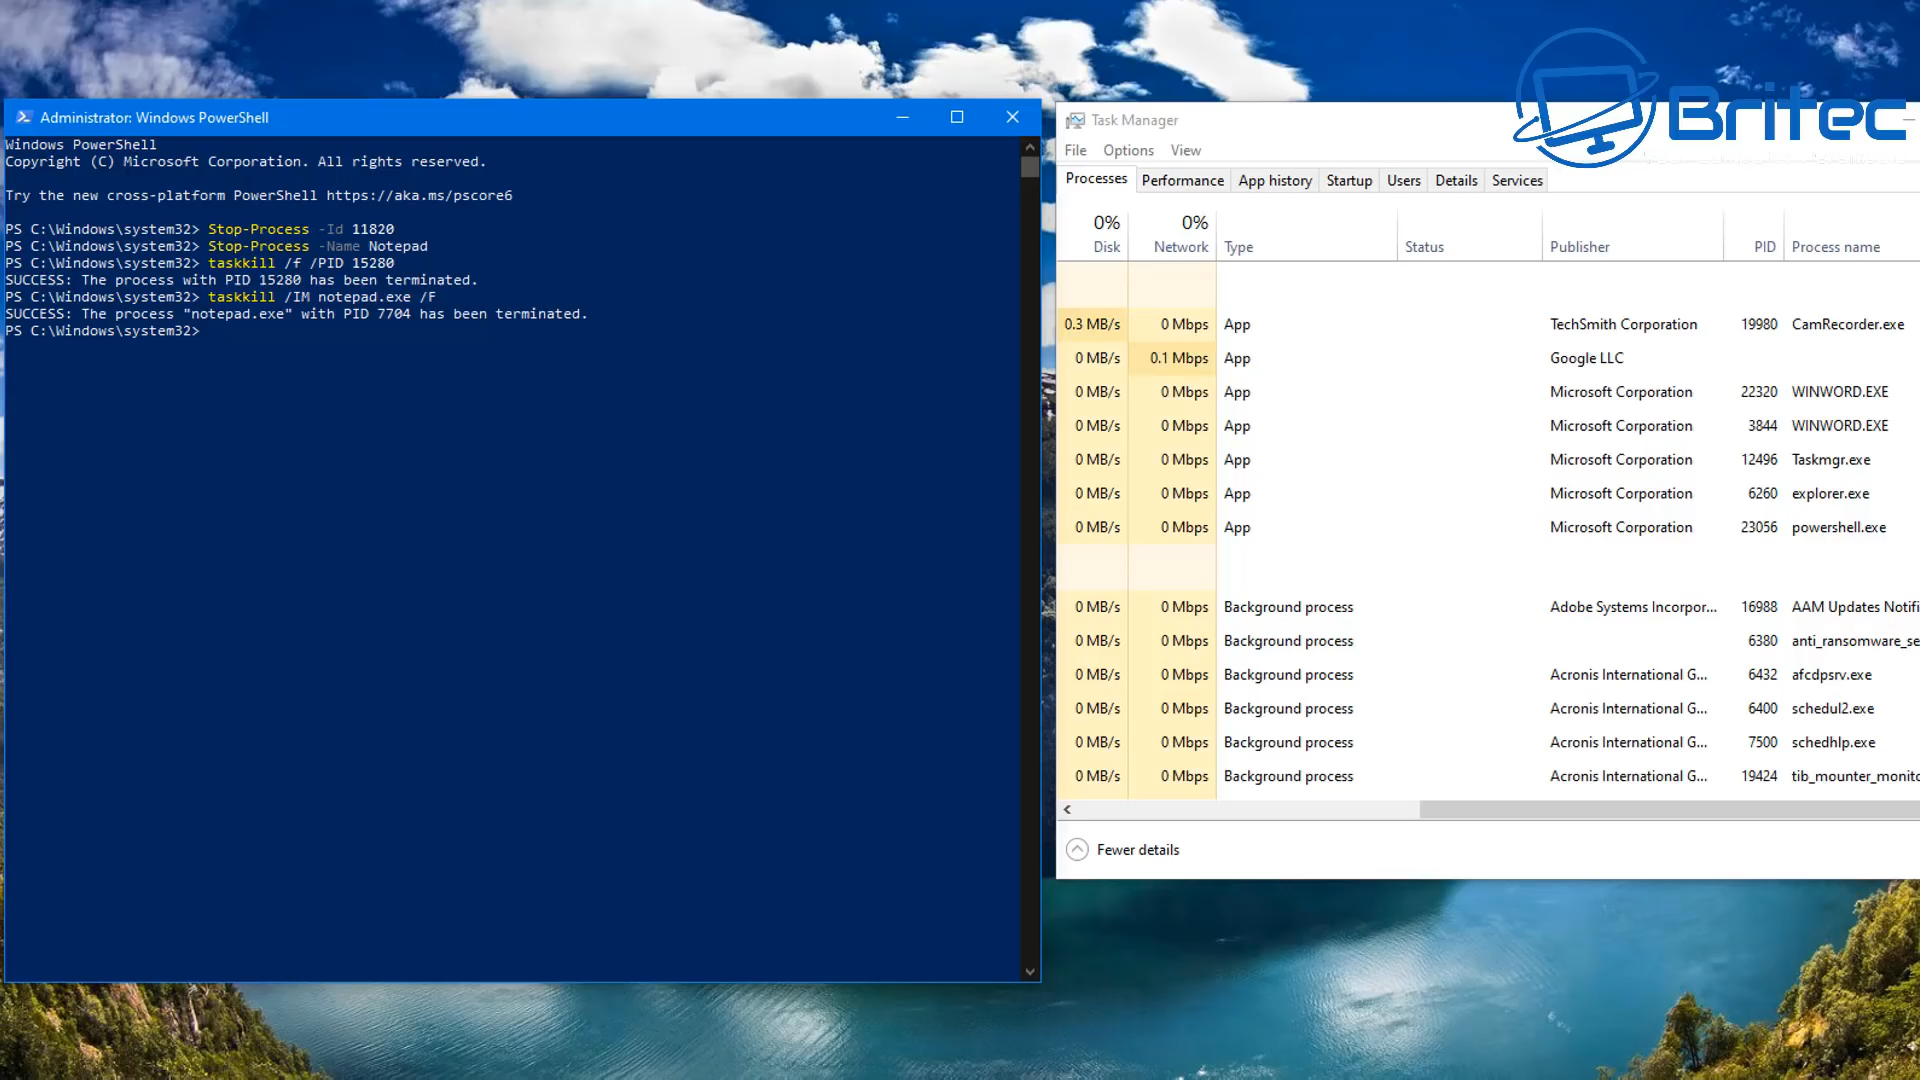 Britec
Administrator: Windows PowerShell
Windows PowerShell
Copyright (C) Microsoft Corporation. All rights reserved.
Try the new cross-platform PowerShell https://aka.ms/pscore6
PS C:\Windows\system32> Stop-Process -Id 11820
PS C:\Windows\system32> Stop-Process -Name Notepad
PS C:\Windows\system32> taskkill /f /PID 15280
SUCCESS: The process with PID 15280 has been terminated.
PS C:\Windows\system32> taskkill /IM notepad.exe /F
SUCCESS: The process "notepad.exe" with PID 7704 has been terminated.
PS C:\Windows\system32>
Task Manager
File Options View
Processes Performance App history Startup Users Details Services
0% 0%
Disk Network Type Status Publisher PID Process name
0.3 MB/s 0 Mbps App TechSmith Corporation 19980 CamRecorder.exe
0 MB/s 0.1 Mbps App Google LLC
0 MB/s 0 Mbps App Microsoft Corporation 22320 WINWORD.EXE
0 MB/s 0 Mbps App Microsoft Corporation 3844 WINWORD.EXE
0 MB/s 0 Mbps App Microsoft Corporation 12496 Taskmgr.exe
0 MB/s 0 Mbps App Microsoft Corporation 6260 explorer.exe
0 MB/s 0 Mbps App Microsoft Corporation 23056 powershell.exe
0 MB/s 0 Mbps Background process Adobe Systems Incorpor... 16988 AAM Updates Notifi
0 MB/s 0 Mbps Background process 6380 anti_ransomware_se
0 MB/s 0 Mbps Background process Acronis International G... 6432 afcdpsrv.exe
0 MB/s 0 Mbps Background process Acronis International G... 6400 schedul2.exe
0 MB/s 0 Mbps Background process Acronis International G... 7500 schedhlp.exe
0 MB/s 0 Mbps Background process Acronis International G... 19424 tib_mounter_monito
Fewer details